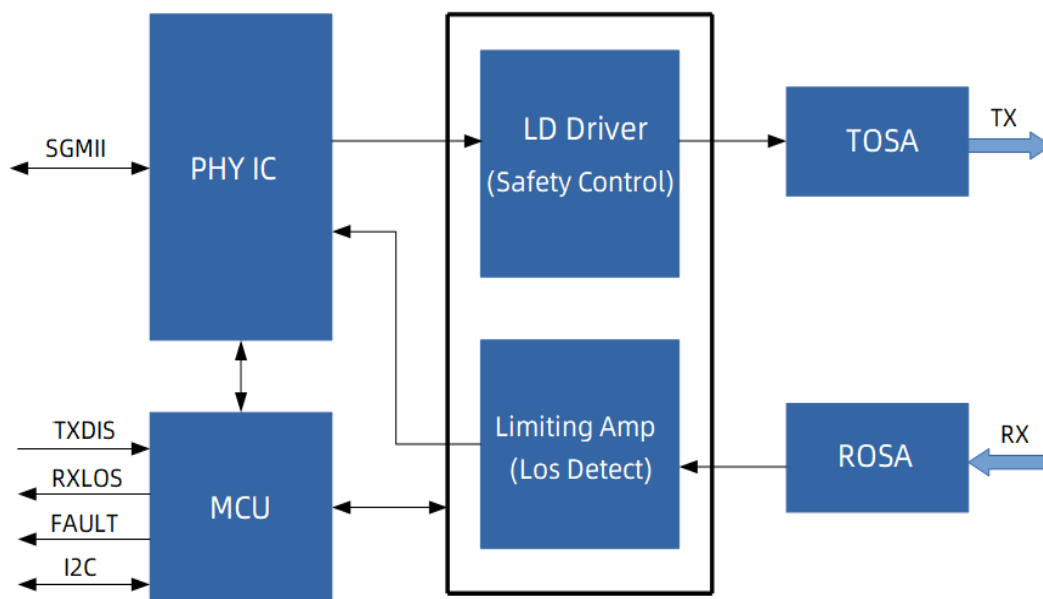 SGMII
PHY IC
LD Driver
(Safety Control)
TOSA
TX
TXDIS
RXLOS
FAULT
I2C
MCU
Limiting Amp
(Los Detect)
ROSA
RX